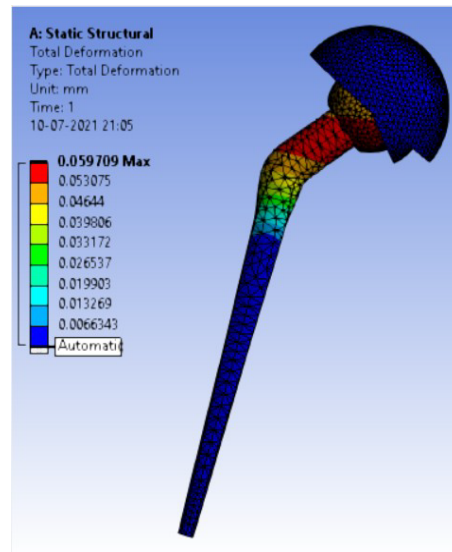 A: Static Structural
Total Deformation
Type: Total Deformation
Unit: mm
Time: 1
10-07-2021 21:05
0.059709 Max
0.053075
0.04644
0.039806
0.033172
0.026537
0.019903
0.013269
0.0066343
Automatic